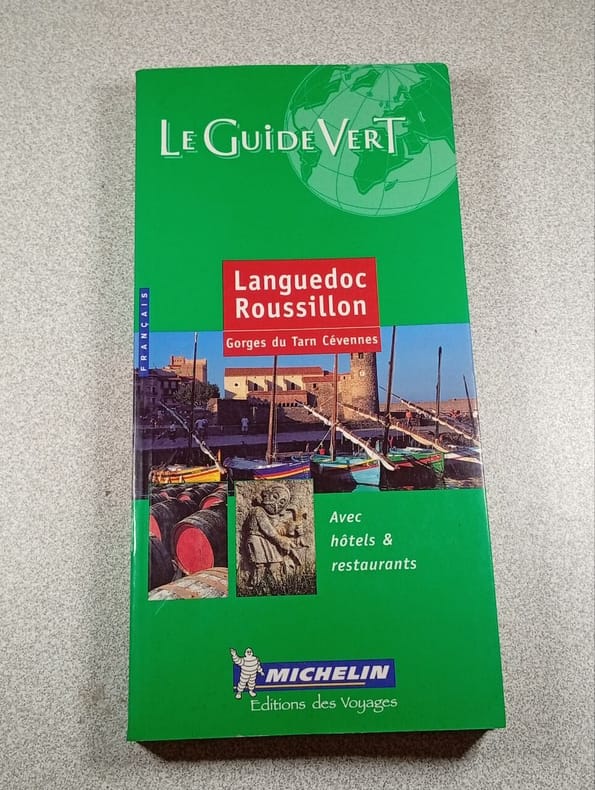 LE GUiDE VERT
Languedoc
Roussillon
Gorges du Tarn Cévennes
FRANÇAIS
Avec
hôtels &
restaurants
MICHELIN
Editions des Voyages